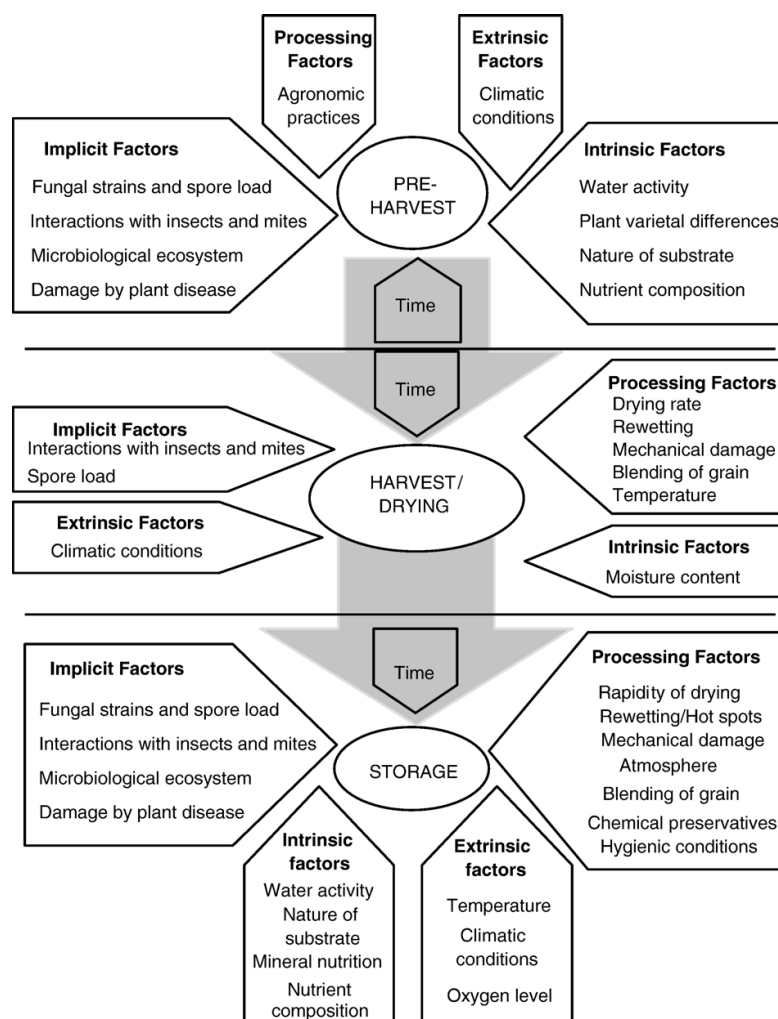 Processing
Factors
Agronomic
practices
Extrinsic
Factors
Climatic
conditions
Implicit Factors
Fungal strains and spore load
Interactions with insects and mites
Microbiological ecosystem
Damage by plant disease
PRE-
HARVEST
Intrinsic Factors
Water activity
Plant varietal differences
Nature of substrate
Nutrient composition
Time
Time
Implicit Factors
Interactions with insects and mites
Spore load
Extrinsic Factors
Climatic conditions
HARVEST/
DRYING
Processing Factors
Drying rate
Rewetting
Mechanical damage
Blending of grain
Temperature
Intrinsic Factors
Moisture content
Time
Implicit Factors
Fungal strains and spore load
Interactions with insects and mites
Microbiological ecosystem
Damage by plant disease
STORAGE
Processing Factors
Rapidity of drying
Rewetting/Hot spots
Mechanical damage
Atmosphere
Blending of grain
Chemical preservatives
Hygienic conditions
Intrinsic
factors
Water activity
Nature of
substrate
Mineral nutrition
Nutrient
composition
Extrinsic
factors
Temperature
Climatic
conditions
Oxygen level